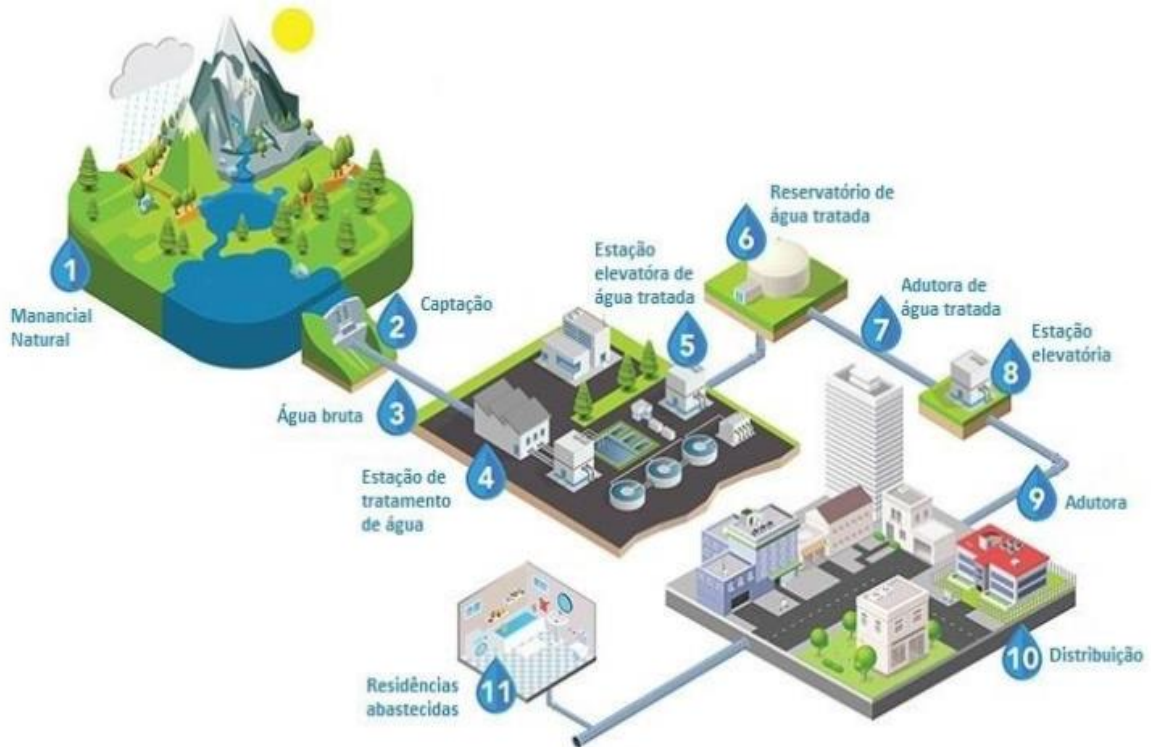 1
Manancial
Natural
2
Captação
3
Água bruta
4
Estação de
tratamento
de água
5
Estação
elevatóra de
água tratada
6
Reservatório de
água tratada
7
Adutora de
água tratada
8
Estação
elevatória
9
Adutora
10
Distribuição
11
Residências
abastecidas